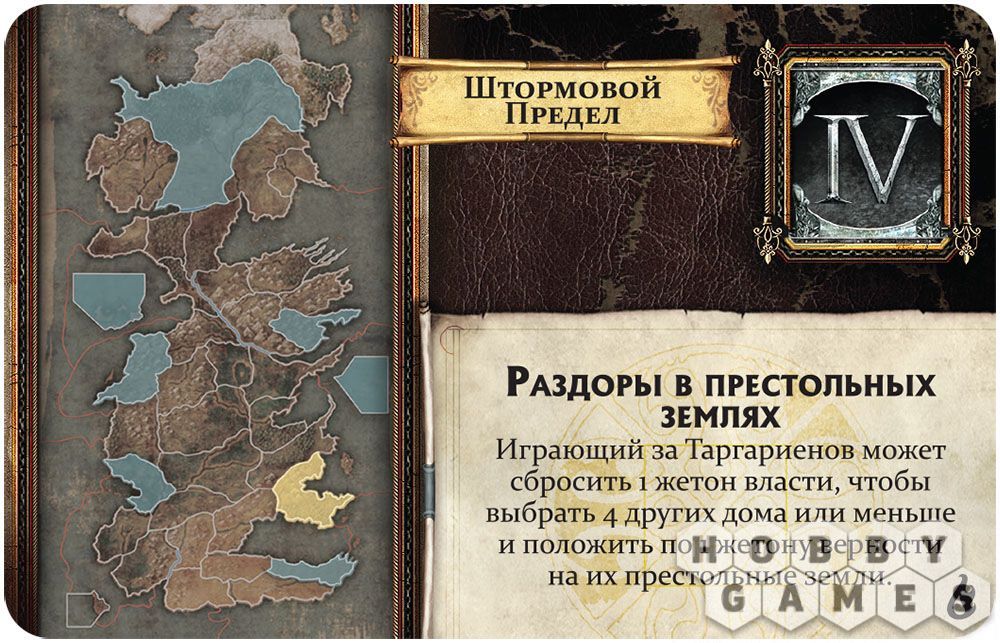 Штормовой
Предел
IV
Раздоры в престольных
землях
Играющий за Таргариенов может
сбросить 1 жетон власти, чтобы
выбрать 4 других дома или меньше
и положить по 1 жетону верности
на их престольные земли.
HOBBY
GAMES